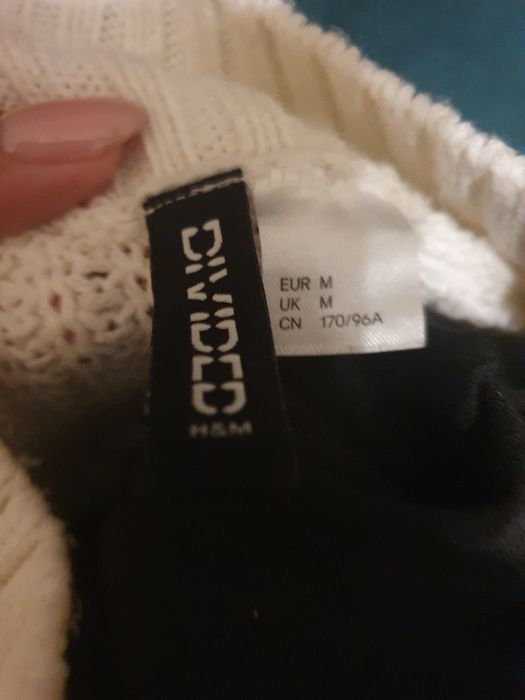 DIVIDED
H&M
EUR M
UK M
CN 170/96A